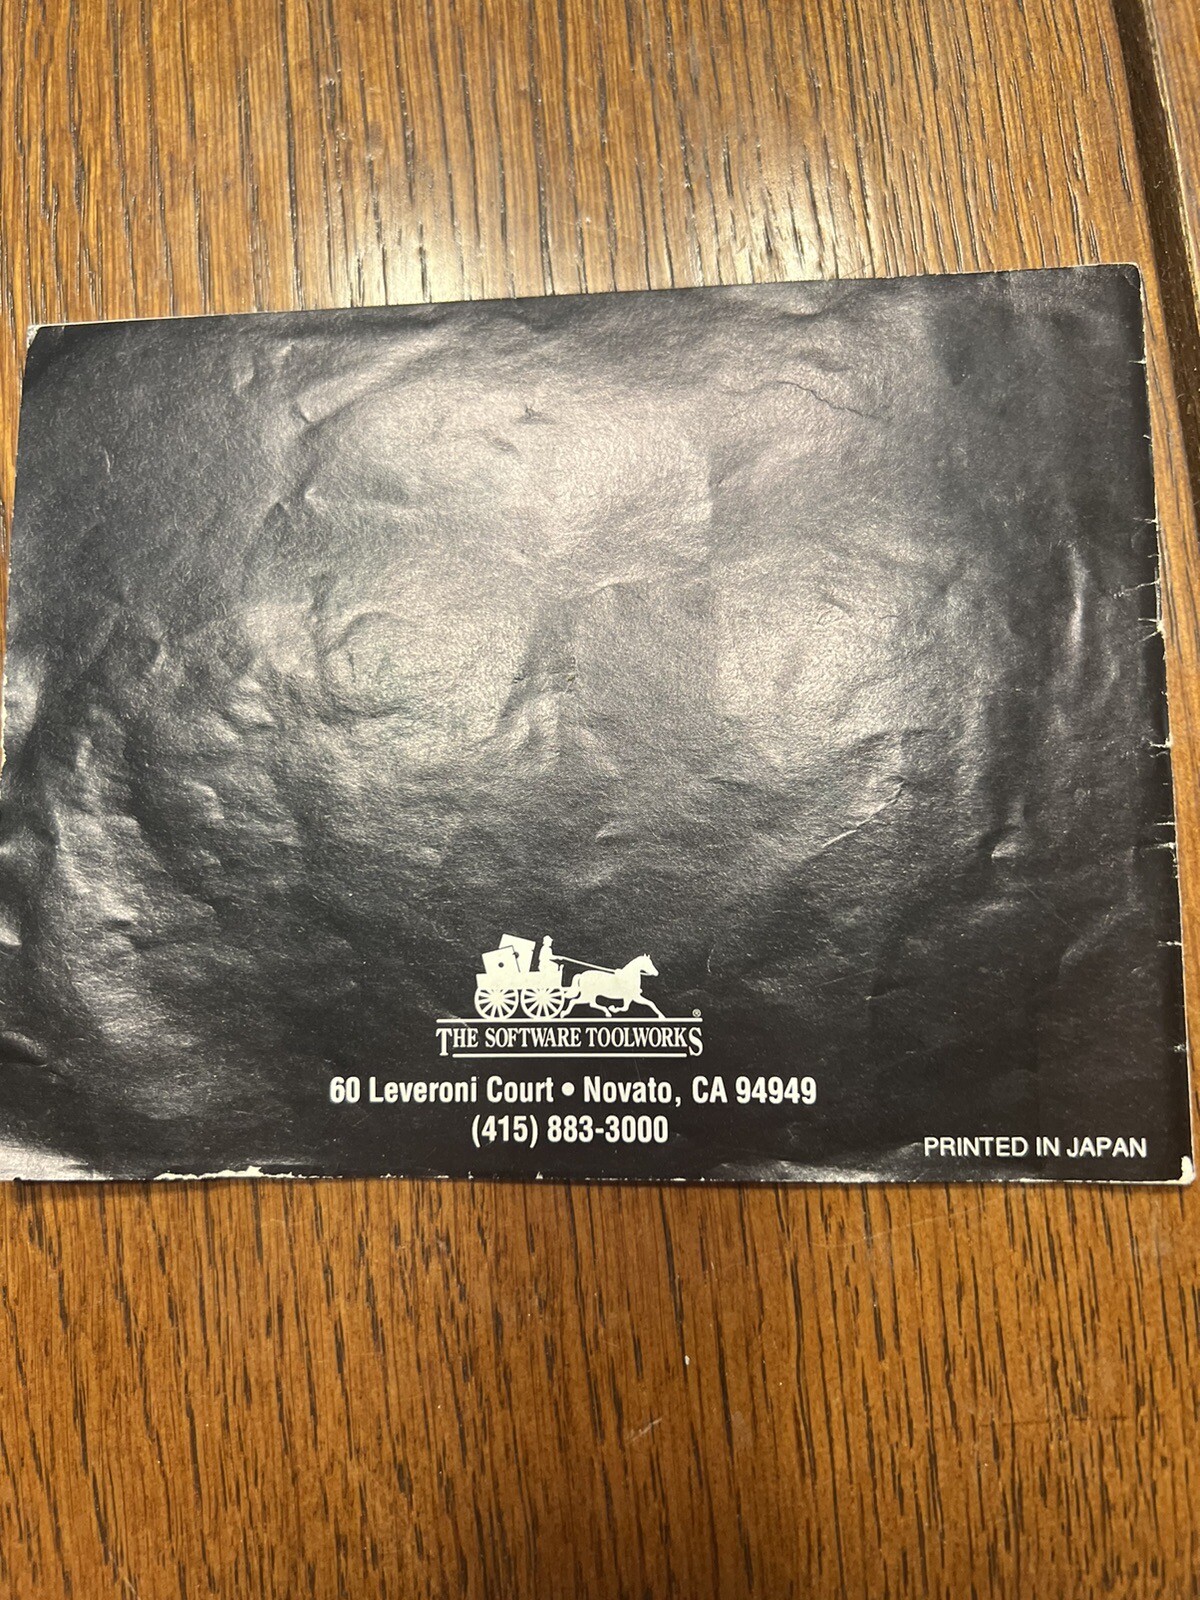 THE SOFTWARE TOOLWORKS®
60 Leveroni Court • Novato, CA 94949
(415) 883-3000
PRINTED IN JAPAN